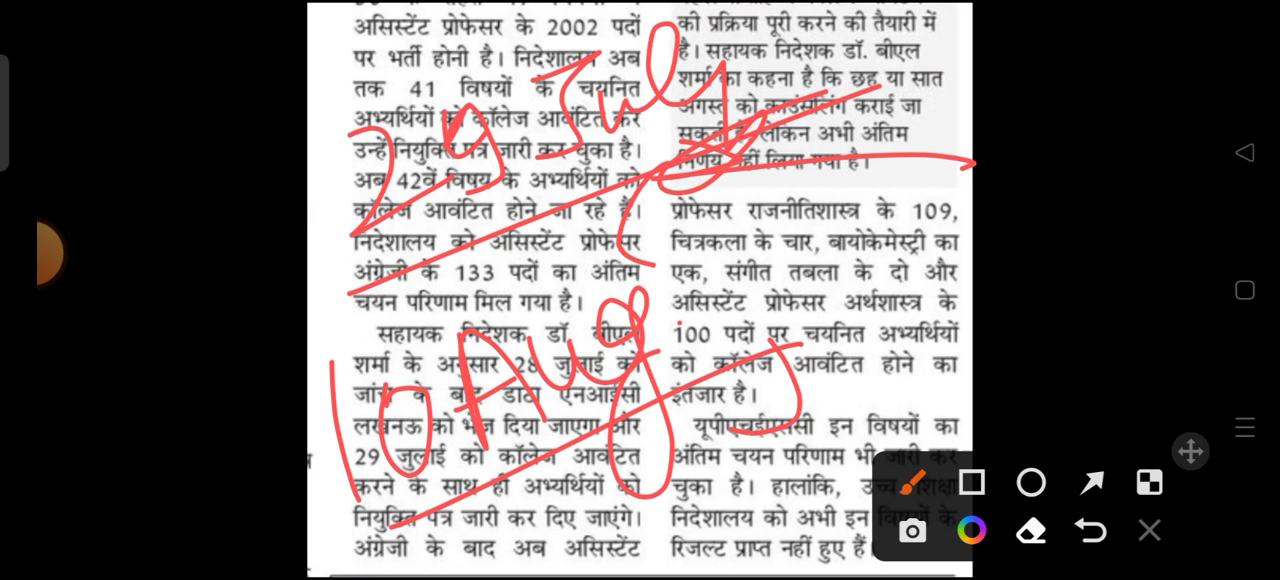 असिस्टेंट प्रोफेसर के 2002 पदों
पर भर्ती होनी है। निदेशालय अब
तक 41 विषयों के चयनित
अभ्यर्थियों को कॉलेज आवंटित कर
उन्हें नियुक्ति पत्र जारी कर चुका है।
अब 42वें विषय के अभ्यर्थियों को
कॉलेज आवंटित होने जा रहे हैं।
निदेशालय को असिस्टेंट प्रोफेसर
अंग्रेजी के 133 पदों का अंतिम
चयन परिणाम मिल गया है।
सहायक निदेशक डॉ. बीएल
शर्मा के अनुसार 28 जुलाई को
जांच के बाद डाटा एनआईसी
लखनऊ को भेज दिया जाएगा और
29 जुलाई को कॉलेज आवंटित
करने के साथ ही अभ्यर्थियों को
नियुक्ति पत्र जारी कर दिए जाएंगे।
अंग्रेजी के बाद अब असिस्टेंट
की प्रक्रिया पूरी करने की तैयारी में
है। सहायक निदेशक डॉ. बीएल
शर्मा का कहना है कि छह या सात
अगस्त को काउंसलिंग कराई जा
सकती है लेकिन अभी अंतिम
निर्णय नहीं लिया गया है।
प्रोफेसर राजनीतिशास्त्र के 109,
चित्रकला के चार, बायोकेमेस्ट्री का
एक, संगीत तबला के दो और
असिस्टेंट प्रोफेसर अर्थशास्त्र के
100 पदों पर चयनित अभ्यर्थियों
को कॉलेज आवंटित होने का
इंतजार है।
यूपीएचईएससी इन विषयों का
अंतिम चयन परिणाम भी जारी कर
चुका है। हालांकि, उच्च शिक्षा
निदेशालय को अभी इन विषयों के
रिजल्ट प्राप्त नहीं हुए हैं।
29 Jul
10 Aug